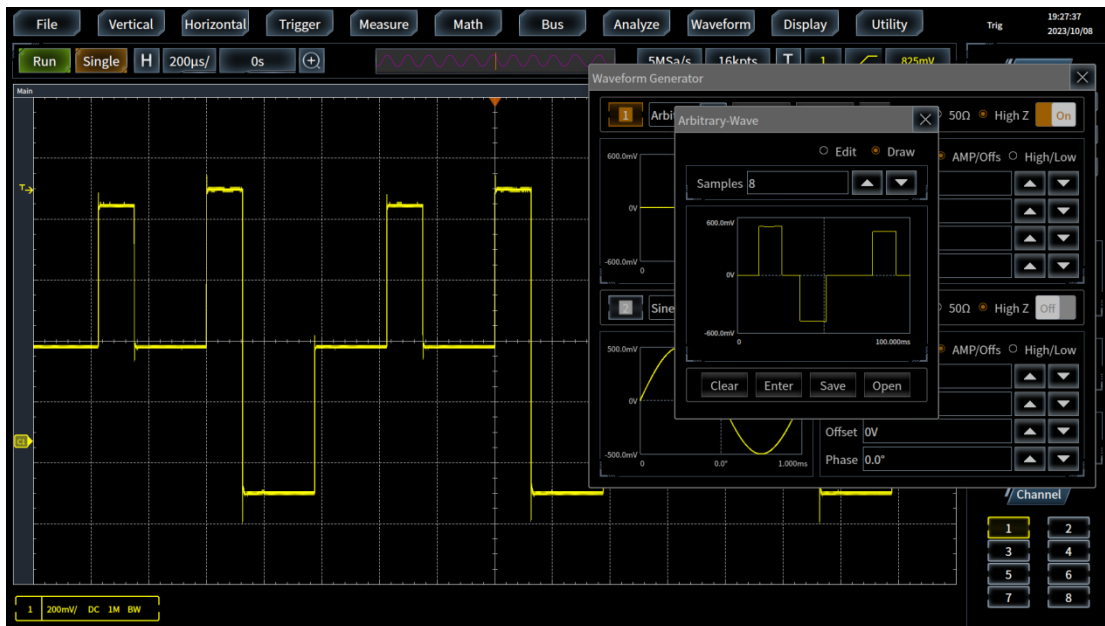 File Vertical Horizontal Trigger Measure Math Bus Analyze Waveform Display Utility Trig 19:27:37
2023/10/08
Run Single H 200μs/ 0s 5MSa/s 16kpts T 1 825mV
Main
Waveform Generator
1 Arbi 50Ω High Z On
Arbitrary-Wave
Edit Draw
600.0mV AMP/Offs High/Low
Samples 8
T
600.0mV
0V
0V
-600.0mV
0
-600.0mV
0 100.000ms
2 Sine 50Ω High Z Off
500.0mV AMP/Offs High/Low
Clear Enter Save Open
0V
Offset 0V
C1
-500.0mV
0 0.0° 1.000ms
Phase 0.0°
Channel
1 2
3 4
5 6
7 8
1 200mV/ DC 1M BW